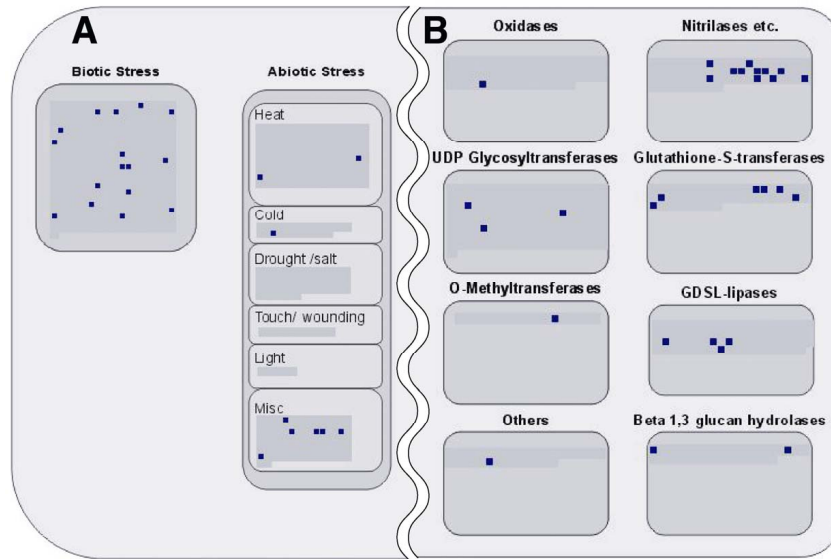 A
Biotic Stress
Abiotic Stress
Heat
Cold
Drought /salt
Touch/ wounding
Light
Misc
B
Oxidases
Nitrilases etc.
UDP Glycosyltransferases
Glutathione-S-transferases
O-Methyltransferases
GDSL-lipases
Others
Beta 1,3 glucan hydrolases